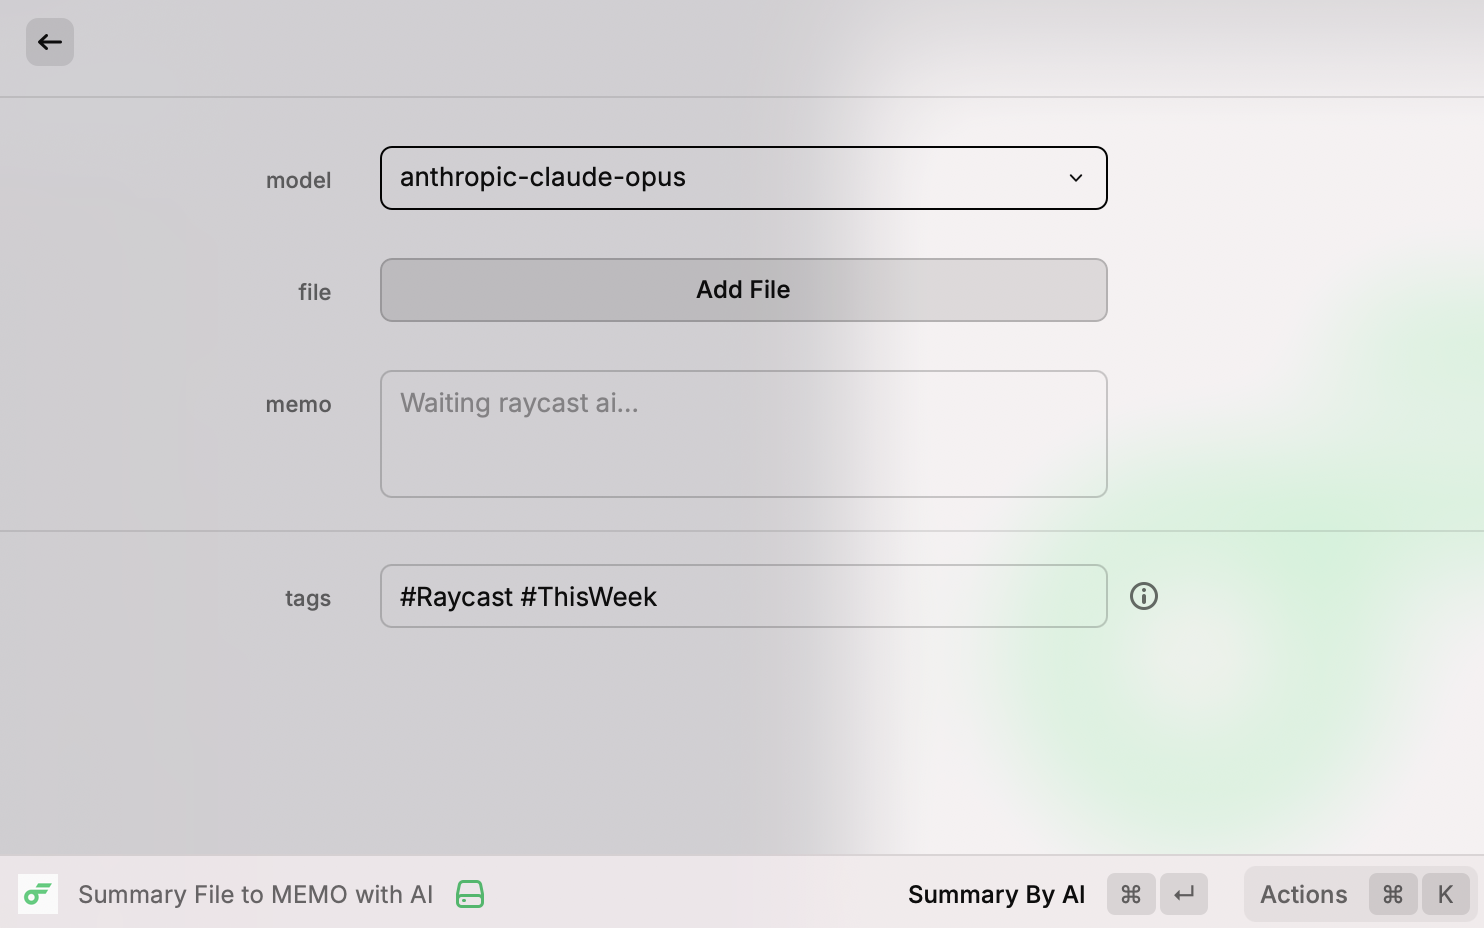 model
anthropic-claude-opus
file
Add File
memo
Waiting raycast ai...
tags
#Raycast #ThisWeek
Summary File to MEMO with AI
Summary By AI ⌘ ↵
Actions ⌘ K